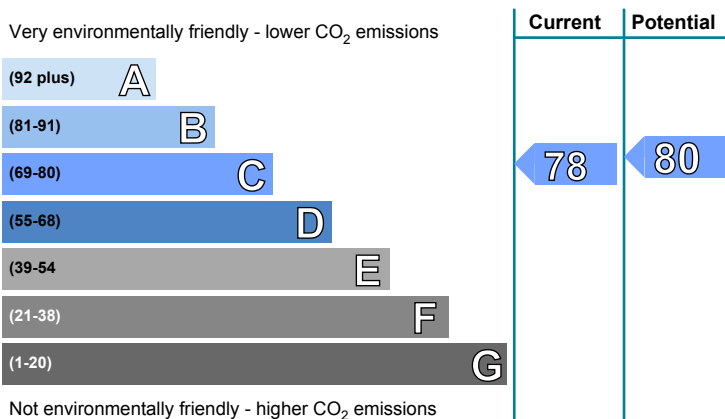 Current Potential
Very environmentally friendly - lower CO2 emissions
(92 plus) A
(81-91) B
(69-80) C 78 80
(55-68) D
(39-54 E
(21-38) F
(1-20) G
Not environmentally friendly - higher CO2 emissions